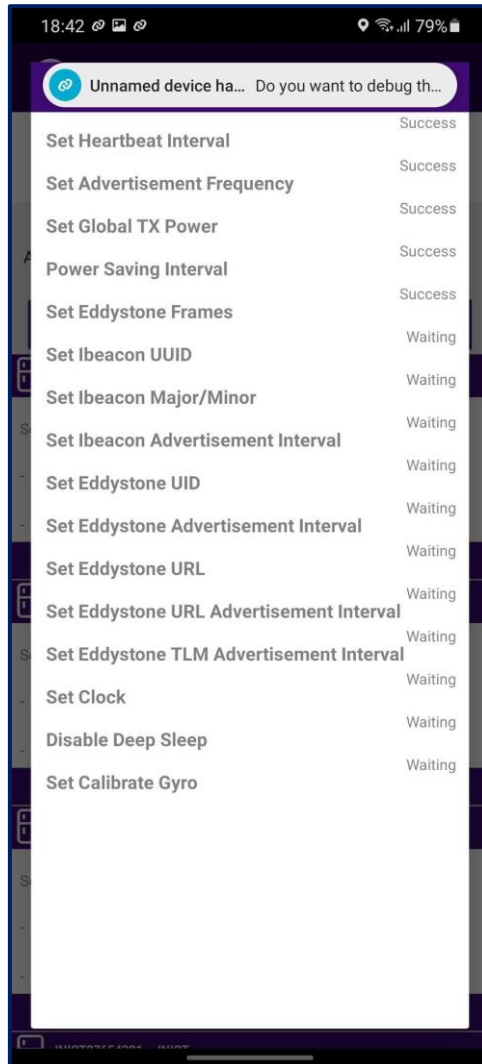 18:42 79%
Unnamed device ha... Do you want to debug th...
Success
Set Heartbeat Interval
Success
Set Advertisement Frequency
Success
Set Global TX Power
Success
Power Saving Interval
Success
Set Eddystone Frames
Waiting
Set Ibeacon UUID
Waiting
Set Ibeacon Major/Minor
Waiting
Set Ibeacon Advertisement Interval
Waiting
Set Eddystone UID
Waiting
Set Eddystone Advertisement Interval
Waiting
Set Eddystone URL
Waiting
Set Eddystone URL Advertisement Interval
Waiting
Set Eddystone TLM Advertisement Interval
Waiting
Set Clock
Waiting
Disable Deep Sleep
Waiting
Set Calibrate Gyro